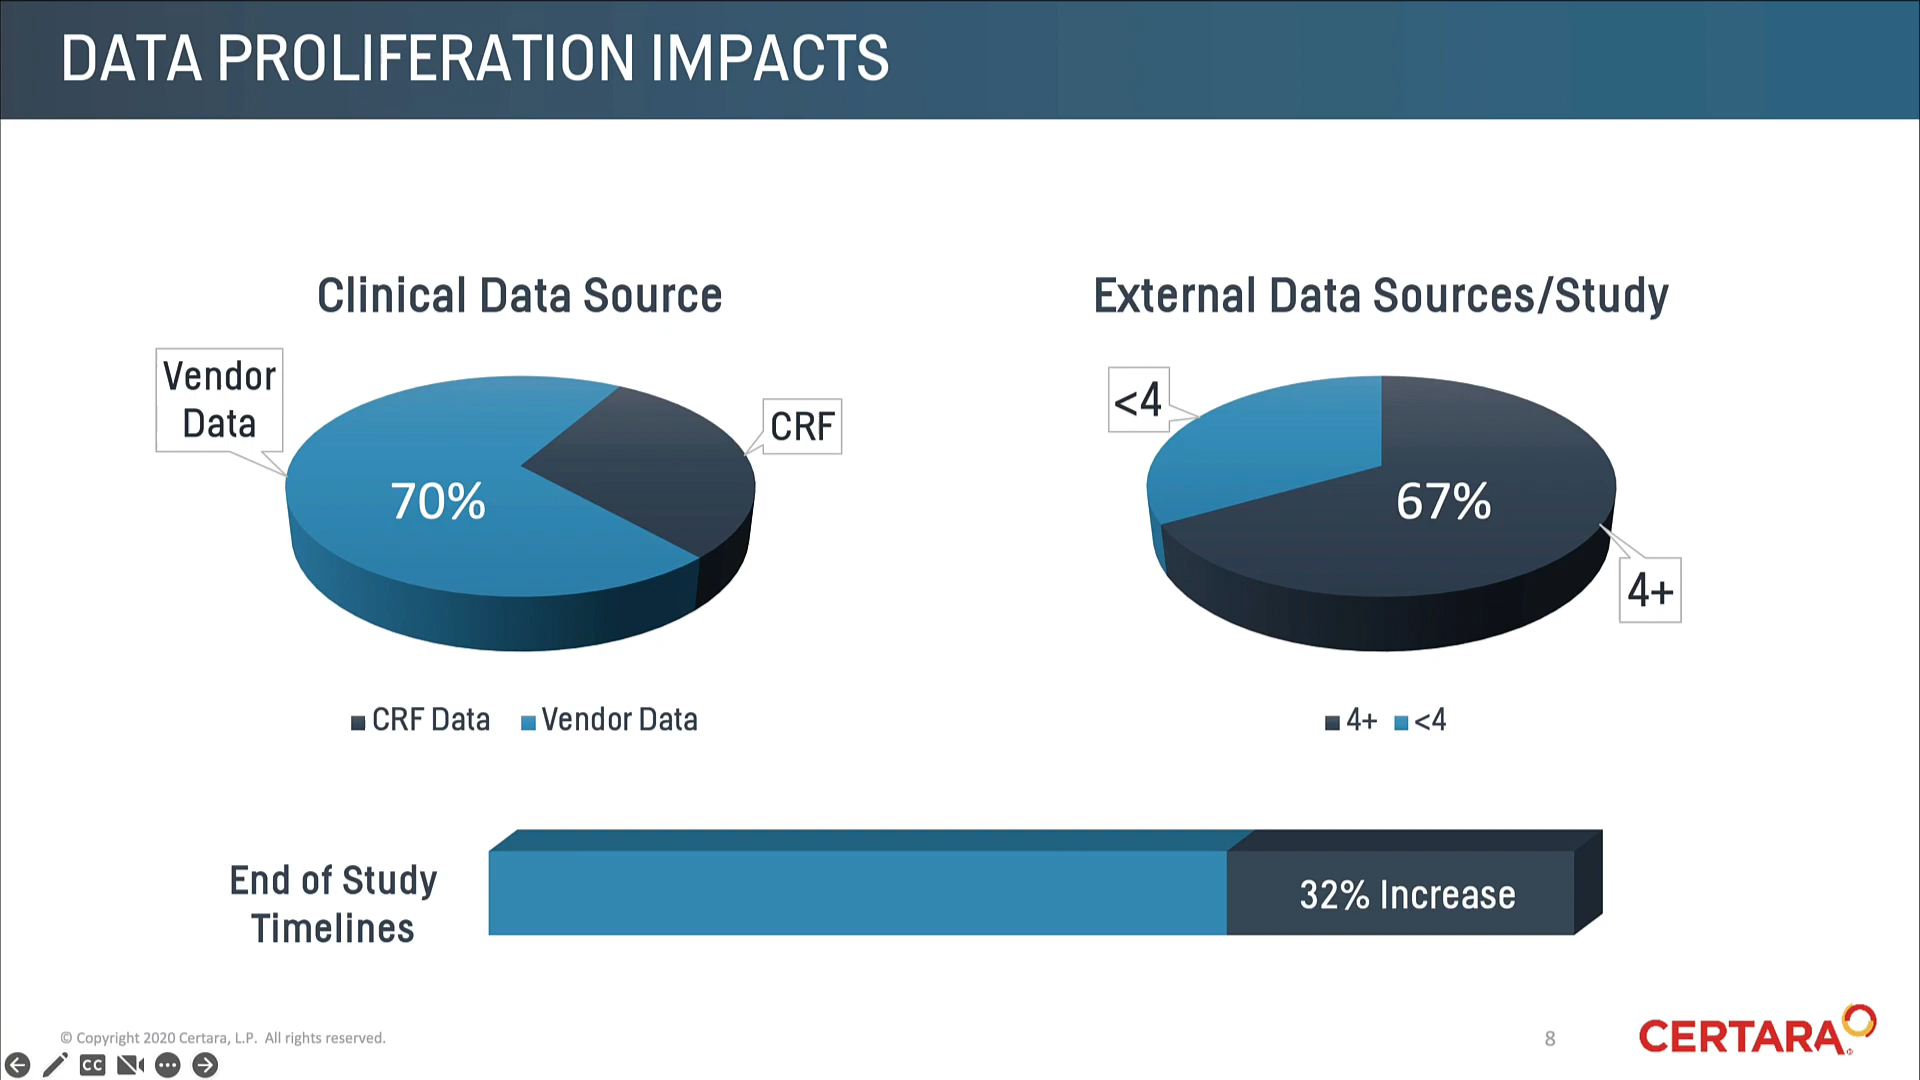 DATA PROLIFERATION IMPACTS
Clinical Data Source
Vendor
Data
CRF
70%
CRF Data
Vendor Data
External Data Sources/Study
<4
67%
4+
4+
<4
End of Study
Timelines
32% Increase
© Copyright 2020 Certara, L.P. All rights reserved.
8
CERTARA
CC